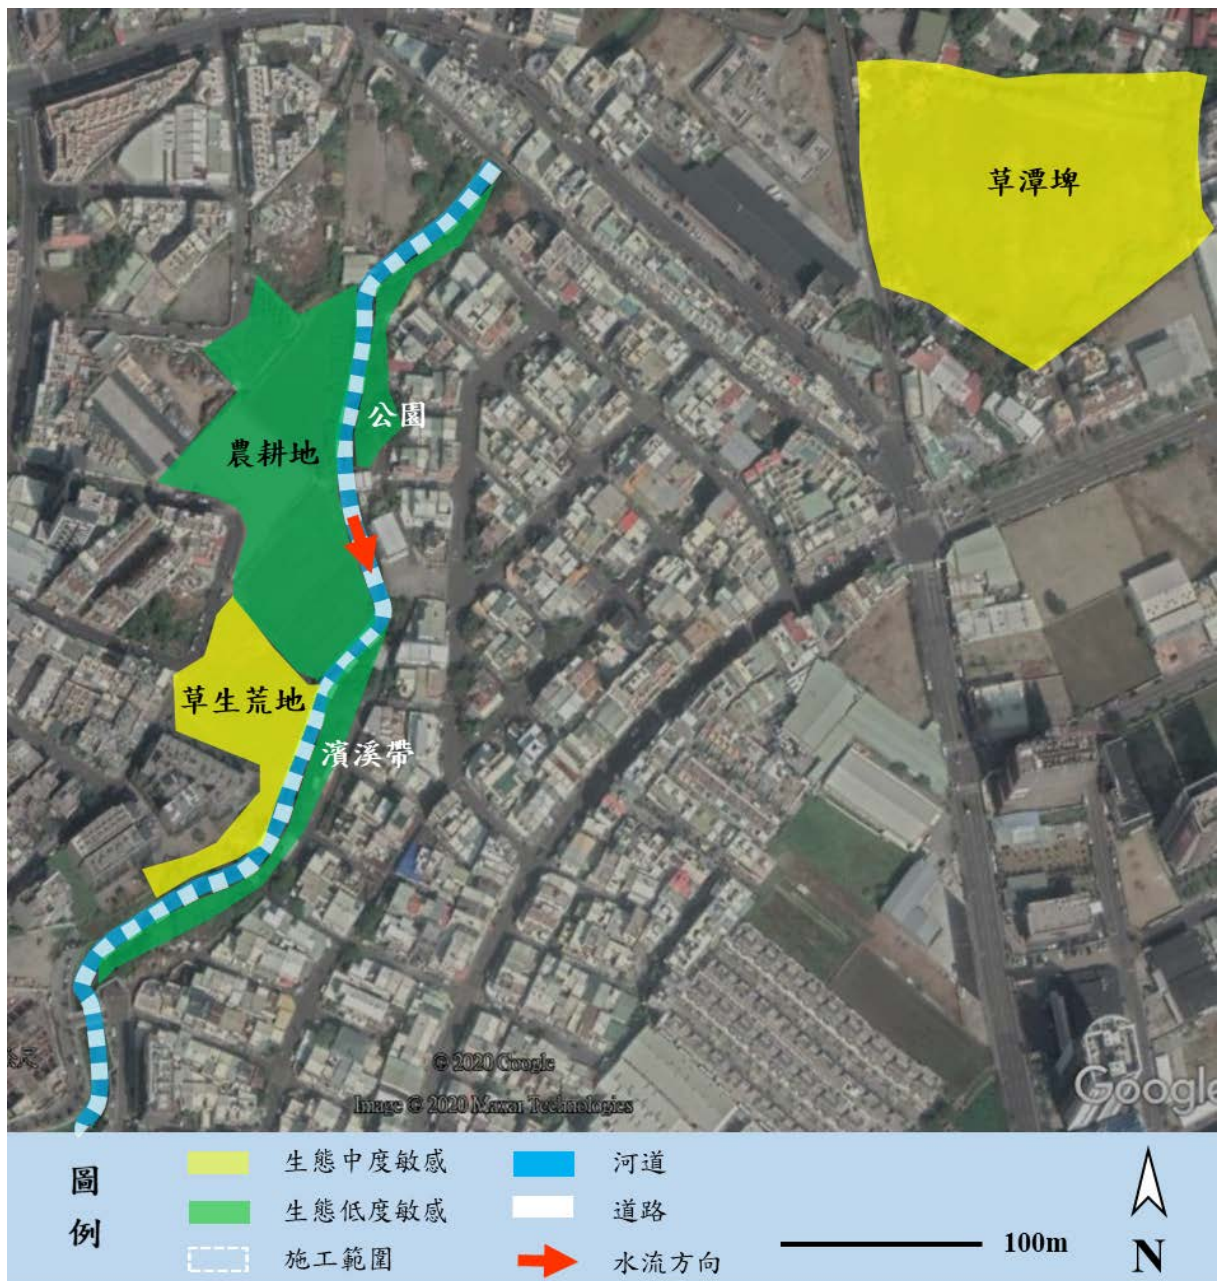 草潭埤
公園
農耕地
草生荒地
濱溪帶
© 2020 Google
Image © 2020 Maxar Technologies
Google
圖例
生態中度敏感
河道
生態低度敏感
道路
施工範圍
水流方向
100m
N